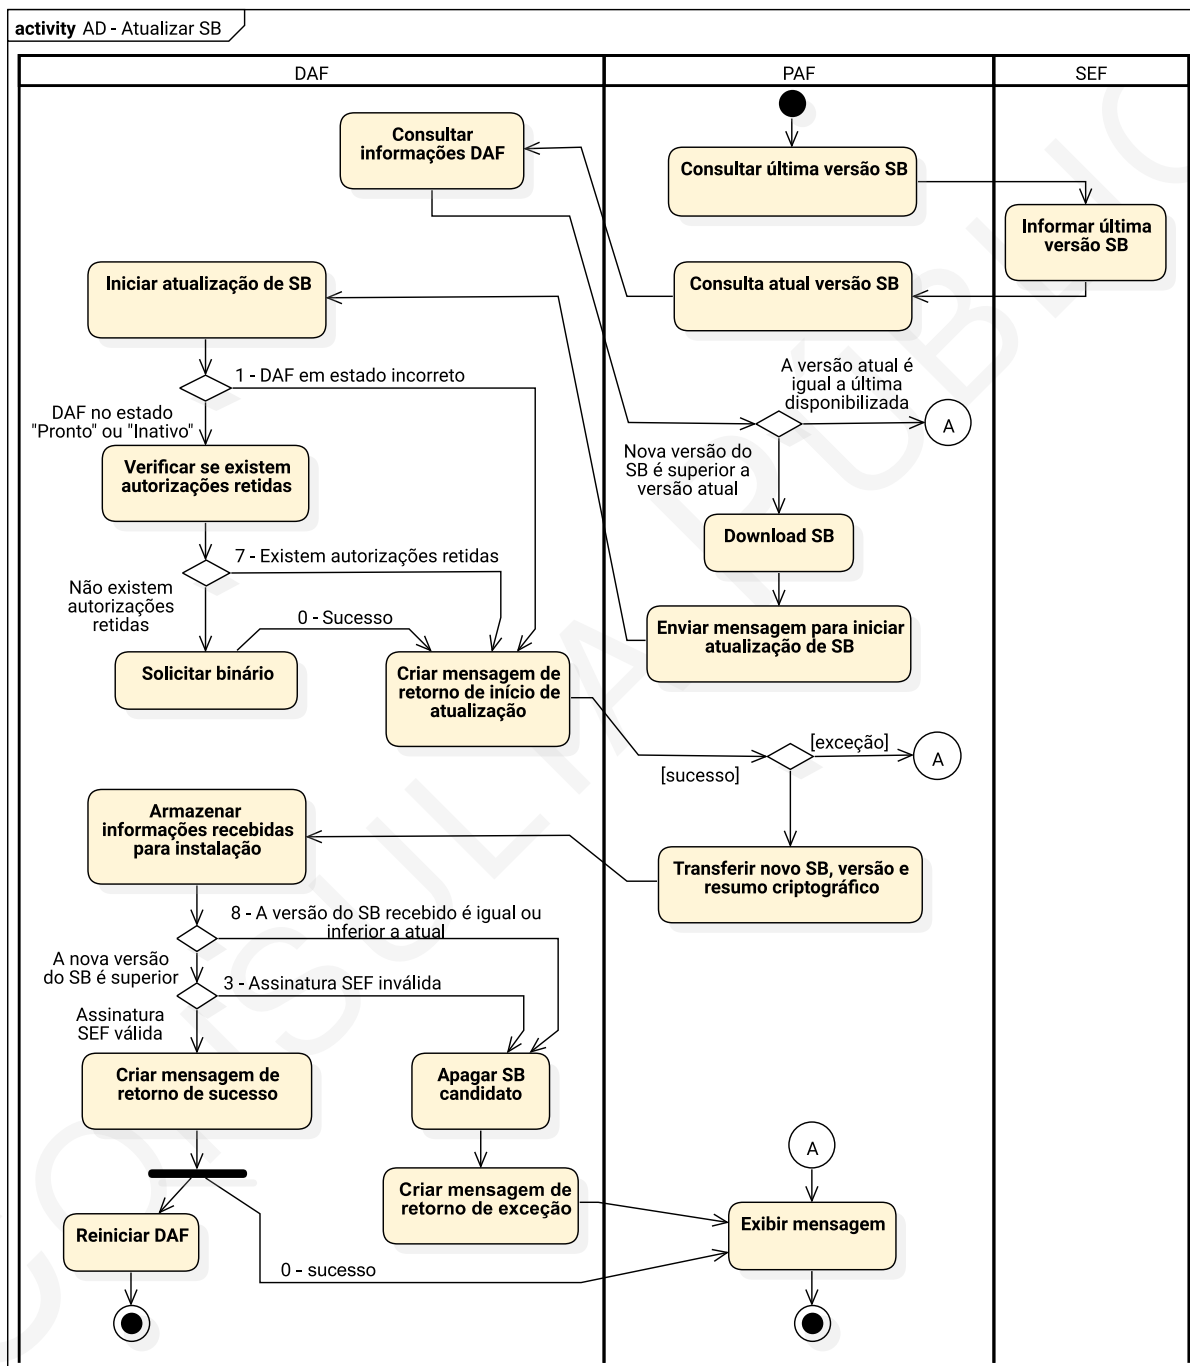 activity AD - Atualizar SB
DAF
PAF
SEF
Consultar
informações DAF
Consultar última versão SB
Informar última
versão SB
Iniciar atualização de SB
Consulta atual versão SB
1 - DAF em estado incorreto
A versão atual é
igual a última
disponibilizada
A
DAF no estado
"Pronto" ou "Inativo"
Nova versão do
SB é superior a
versão atual
Verificar se existem
autorizações retidas
Download SB
7 - Existem autorizações retidas
Não existem
autorizações
retidas
0 - Sucesso
Enviar mensagem para iniciar
atualização de SB
Solicitar binário
Criar mensagem de
retorno de início de
atualização
[exceção]
A
[sucesso]
Armazenar
informações recebidas
para instalação
Transferir novo SB, versão e
resumo criptográfico
8 - A versão do SB recebido é igual ou
inferior a atual
A nova versão
do SB é superior
3 - Assinatura SEF inválida
Assinatura
SEF válida
Criar mensagem de
retorno de sucesso
Apagar SB
candidato
A
Criar mensagem de
retorno de exceção
Exibir mensagem
Reiniciar DAF
0 - sucesso
CONSULTA PÚBLIC